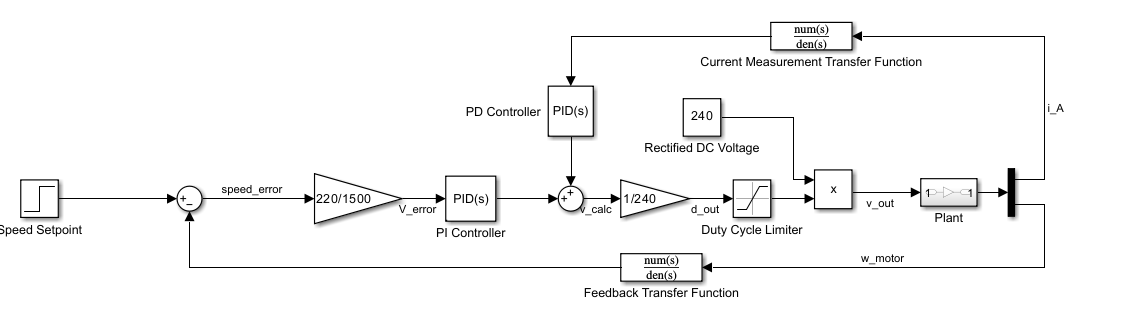 num(s)
den(s)
Current Measurement Transfer Function
i_A
PD Controller
PID(s)
240
Rectified DC Voltage
speed_error
+
-
220/1500
V_error
PID(s)
PI Controller
+
+
v_calc
1/240
d_out
Duty Cycle Limiter
x
v_out
1
1
Plant
Speed Setpoint
w_motor
num(s)
den(s)
Feedback Transfer Function